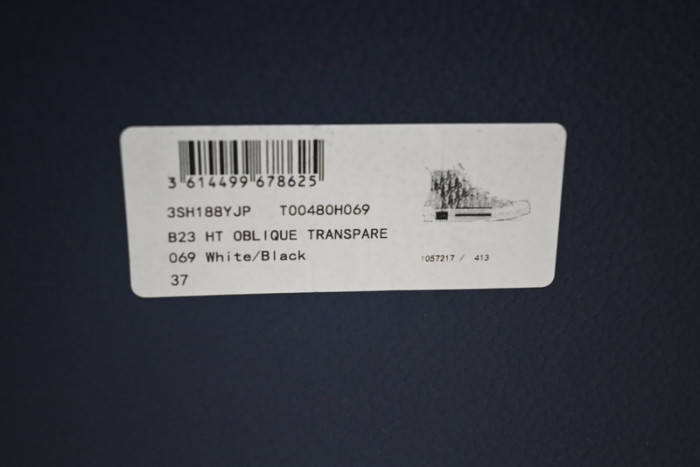 3 614499 678625
3SH188YJP T00480H069
B23 HT OBLIQUE TRANSPARE
069 White/Black
1057217 / 413
37